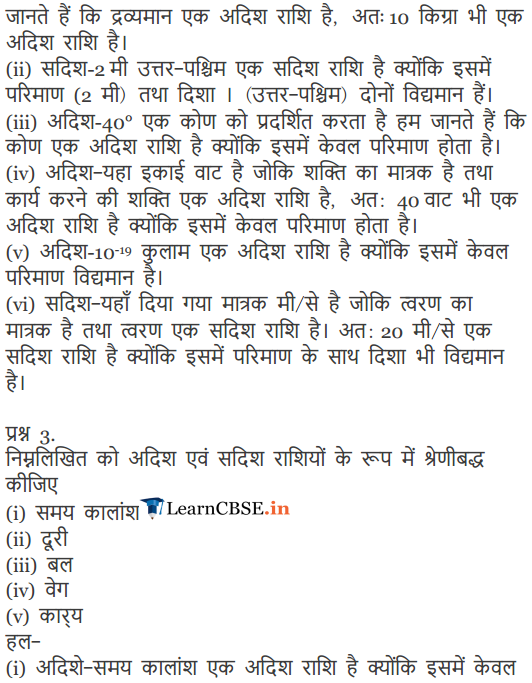 जानते हैं कि द्रव्यमान एक अदिश राशि है, अतः 10 किग्रा भी एक
अदिश राशि है।
(ii) सदिश-2 मी उत्तर-पश्चिम एक सदिश राशि है क्योंकि इसमें
परिमाण (2 मी) तथा दिशा । (उत्तर-पश्चिम) दोनों विद्यमान हैं।
(iii) अदिश-40° एक कोण को प्रदर्शित करता है हम जानते हैं कि
कोण एक अदिश राशि है क्योंकि इसमें केवल परिमाण होता है।
(iv) अदिश-यहा इकाई वाट है जोकि शक्ति का मात्रक है तथा
कार्य करने की शक्ति एक अदिश राशि है, अत: 40 वाट भी एक
अदिश राशि है क्योंकि इसमें केवल परिमाण होता है।
(v) अदिश-10⁻¹⁹ कुलाम एक अदिश राशि है क्योंकि इसमें केवल
परिमाण विद्यमान है।
(vi) सदिश-यहाँ दिया गया मात्रक मी/से है जोकि त्वरण का
मात्रक है तथा त्वरण एक सदिश राशि है। अत: 20 मी/से एक
सदिश राशि है क्योंकि इसमें परिमाण के साथ दिशा भी विद्यमान
है।
प्रश्न 3.
निम्नलिखित को अदिश एवं सदिश राशियों के रूप में श्रेणीबद्ध
कीजिए
(i) समय कालांश LearnCBSE.in
(ii) दूरी
(iii) बल
(iv) वेग
(v) कार्‍य
हल-
(i) अदिशे-समय कालांश एक अदिश राशि है क्योंकि इसमें केवल